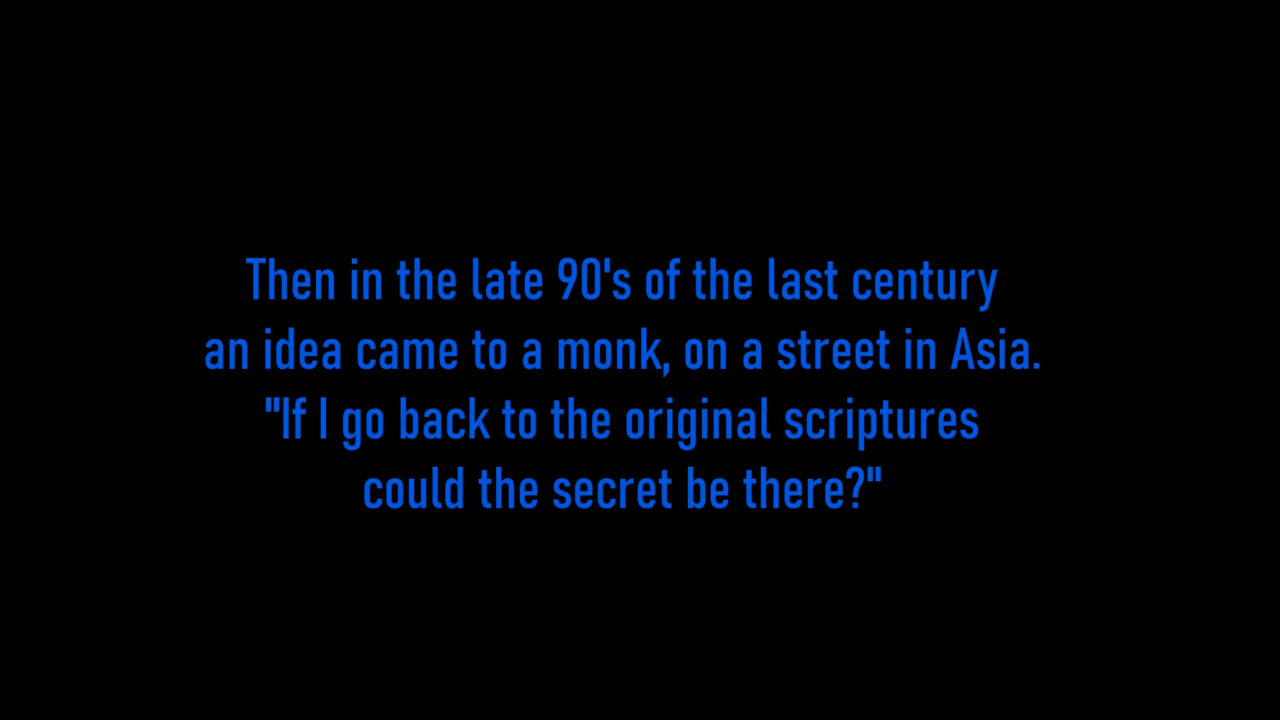 Then in the late 90's of the last century
an idea came to a monk, on a street in Asia.
"If I go back to the original scriptures
could the secret be there?"